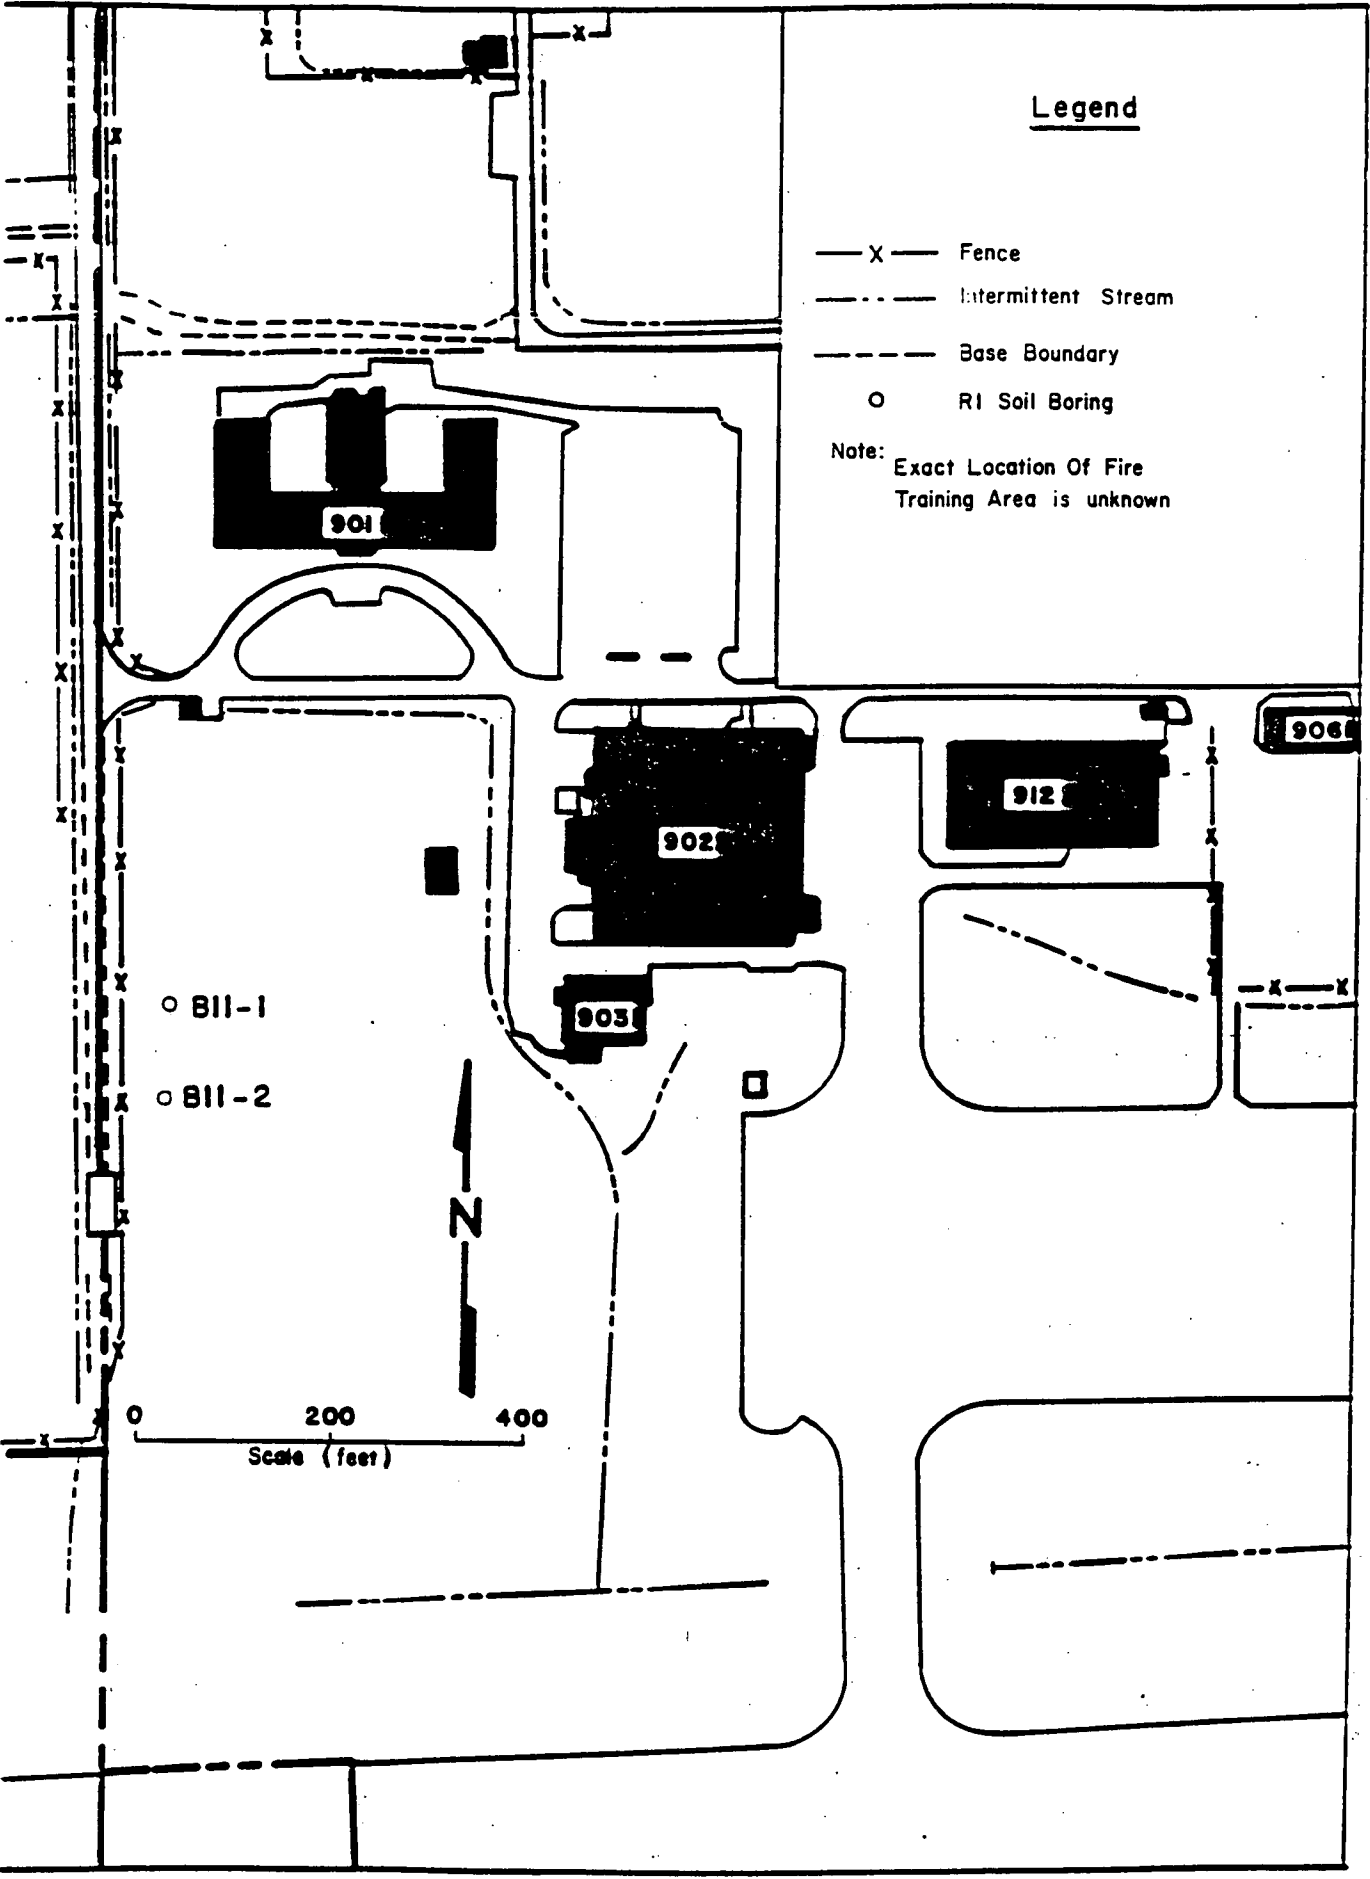 Legend
X Fence
Intermittent Stream
Base Boundary
RI Soil Boring
Note:
Exact Location Of Fire
Training Area is unknown
901
906
912
902
903
B11-1
B11-2
N
0 200 400
Scale (feet)